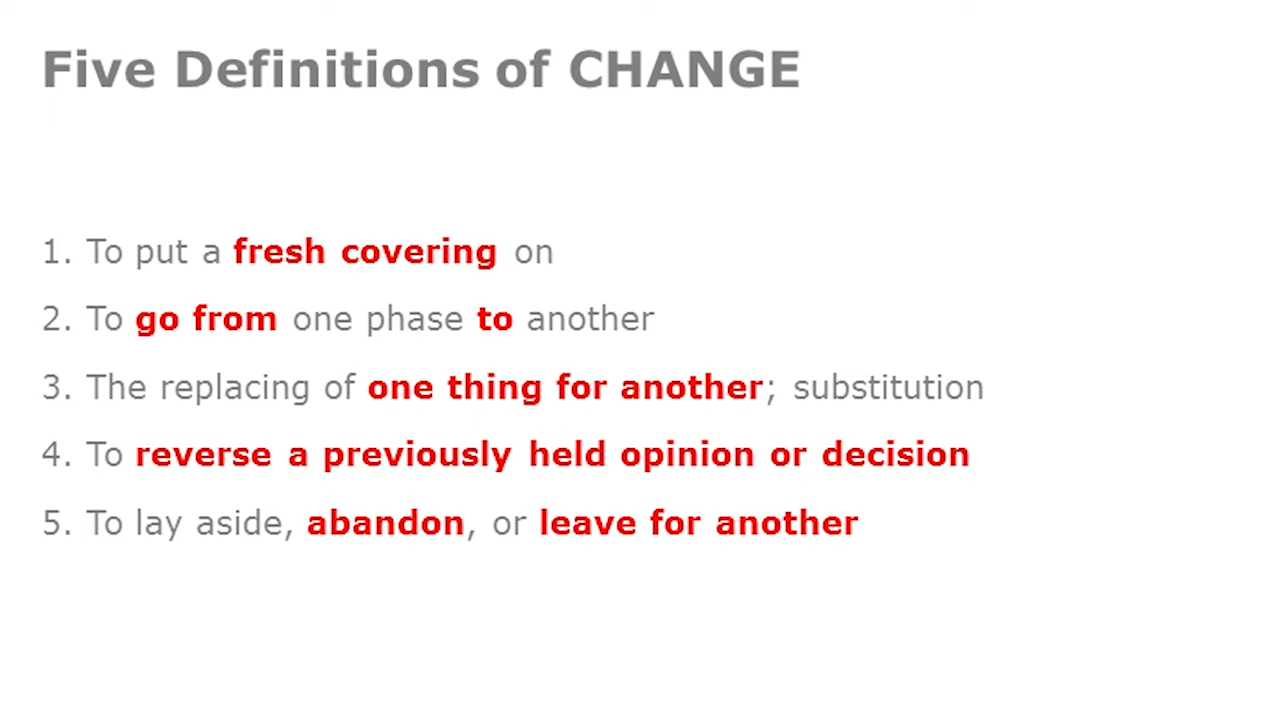 Five Definitions of CHANGE
1. To put a fresh covering on
2. To go from one phase to another
3. The replacing of one thing for another; substitution
4. To reverse a previously held opinion or decision
5. To lay aside, abandon, or leave for another